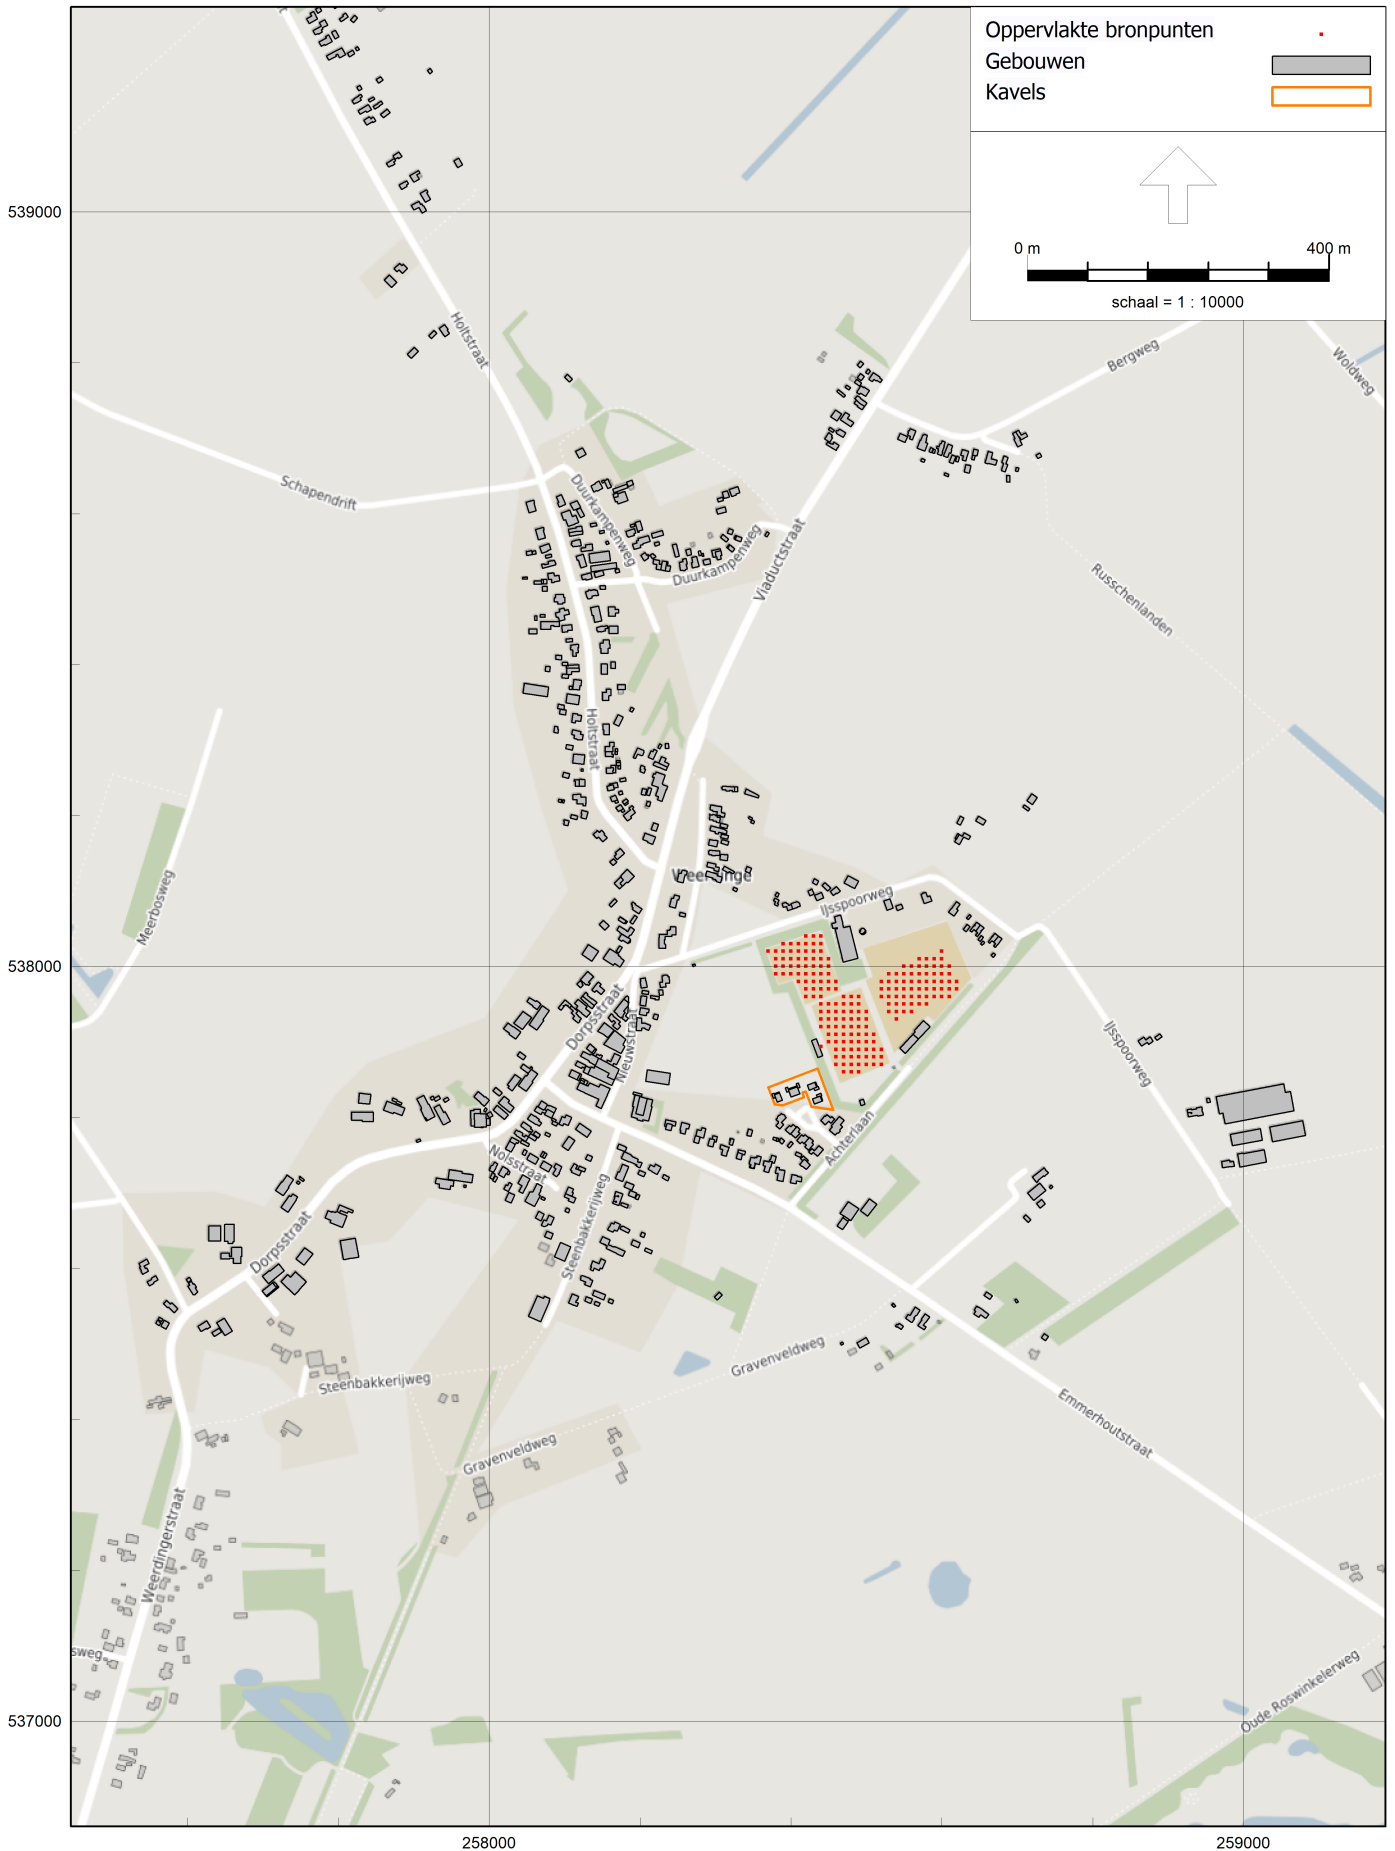 Oppervlakte bronpunten
Gebouwen
Kavels
0 m 400 m
schaal = 1 : 10000
539000
Holtstraat
Bergweg
Woldweg
Schapendrift
Duurkampenweg
Duurkampenweg
Viaductstraat
Russchenlanden
Holtstraat
Meerbosweg
IJsspoorweg
538000
Dorpsstraat
Nieuwstraat
IJsspoorweg
Achterlaan
Nolsstraat
Steenbakkerijweg
Dorpsstraat
Gravenveldweg
Steenbakkerijweg
Emmerhoutstraat
Gravenveldweg
Weerdingerstraat
sweg
Oude Roswinkelerweg
537000
258000 259000